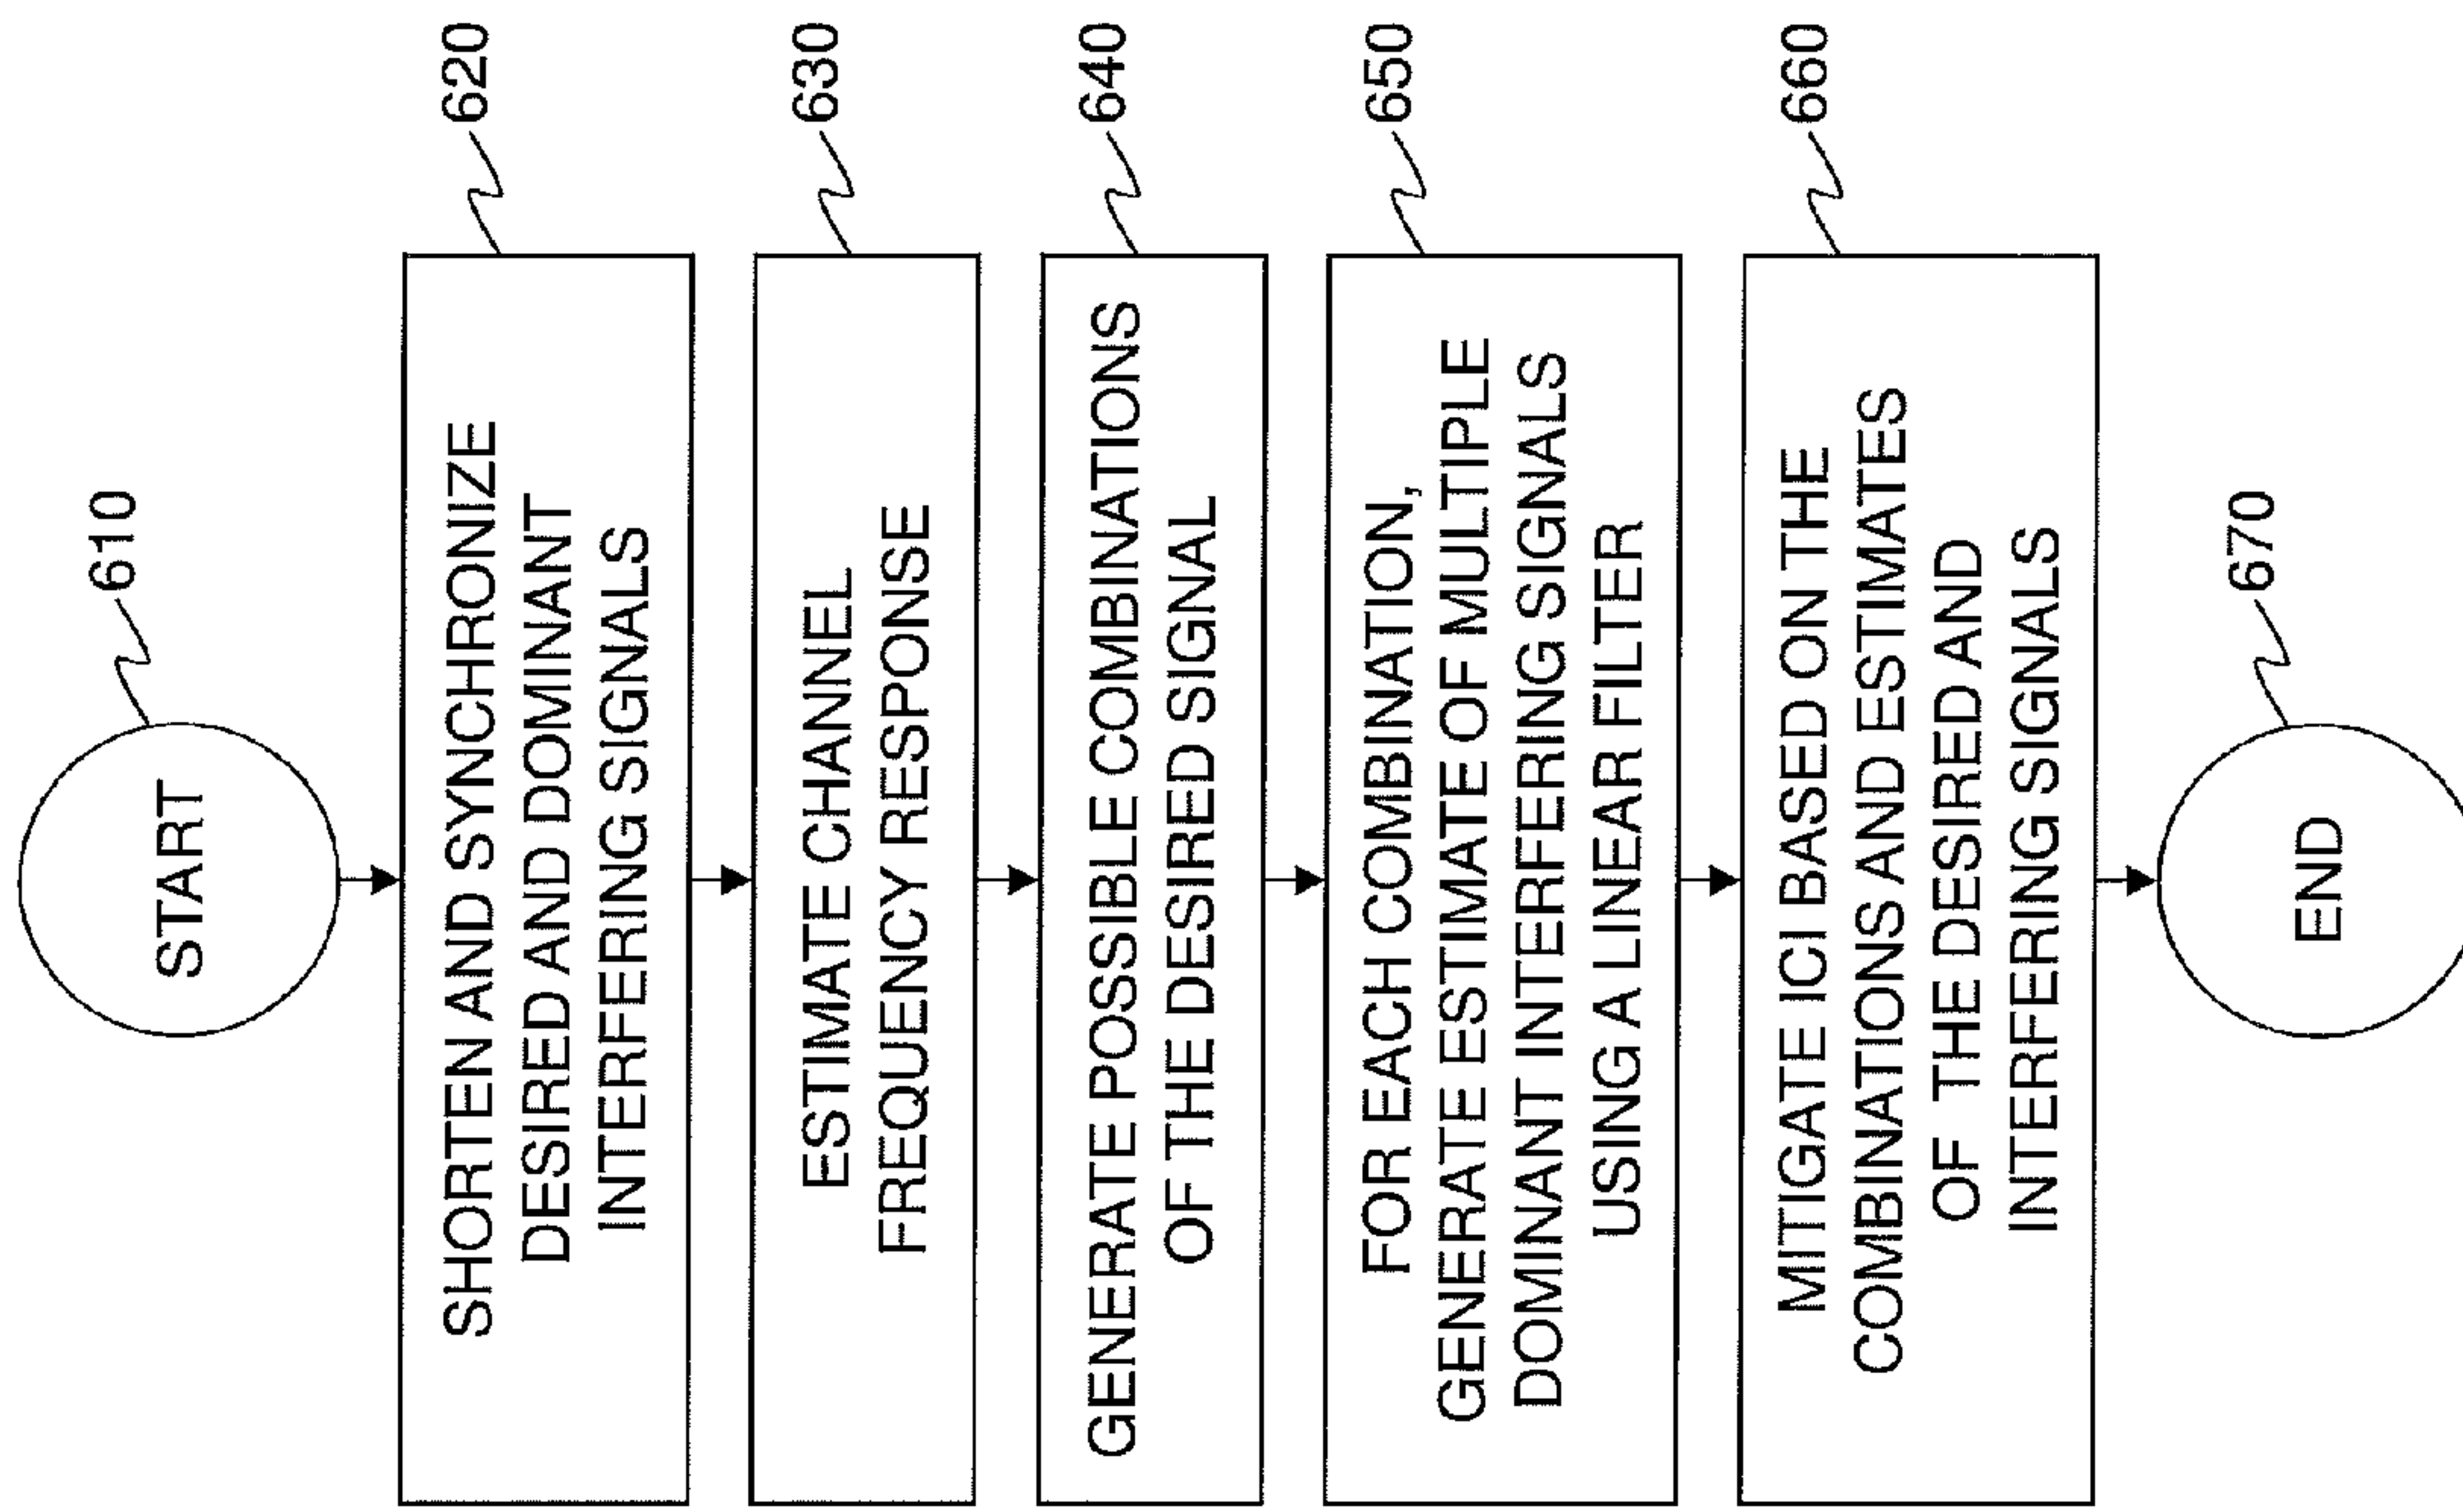 610
START
620
SHORTEN AND SYNCHRONIZE
DESIRED AND DOMINANT
INTERFERING SIGNALS
630
ESTIMATE CHANNEL
FREQUENCY RESPONSE
640
GENERATE POSSIBLE COMBINATIONS
OF THE DESIRED SIGNAL
650
FOR EACH COMBINATION,
GENERATE ESTIMATE OF MULTIPLE
DOMINANT INTERFERING SIGNALS
USING A LINEAR FILTER
660
MITIGATE ICI BASED ON THE
COMBINATIONS AND ESTIMATES
OF THE DESIRED AND
INTERFERING SIGNALS
670
END